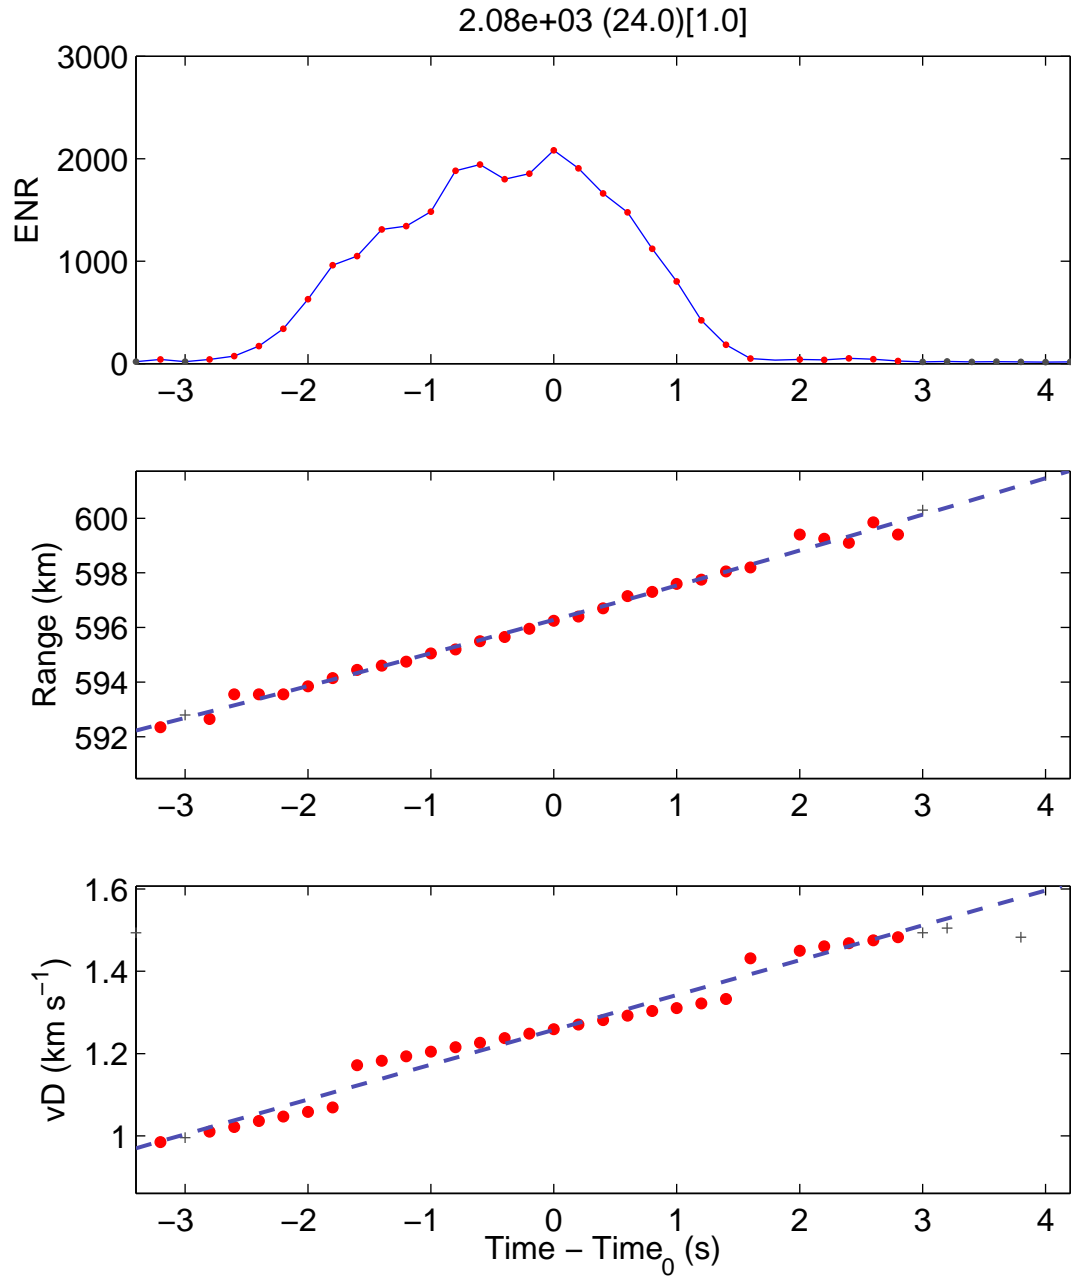 2.08e+03 (24.0)[1.0]
3000
2000
1000
0
ENR
−3 −2 −1 0 1 2 3 4
600
598
596
594
592
Range (km)
−3 −2 −1 0 1 2 3 4
1.6
1.4
1.2
1
vD (km s⁻¹)
−3 −2 −1 0 1 2 3 4
Time − Time₀ (s)